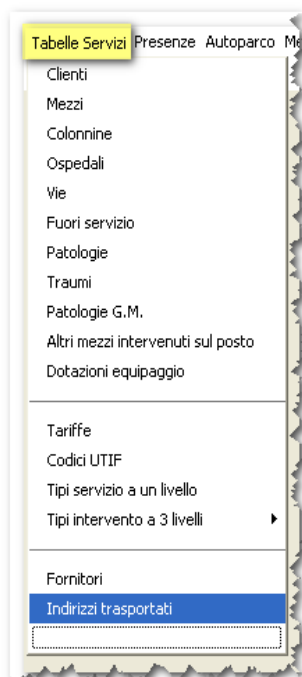 Tabelle Servizi Presenze Autoparco Me
Clienti
Mezzi
Colonnine
Ospedali
Vie
Fuori servizio
Patologie
Traumi
Patologie G.M.
Altri mezzi intervenuti sul posto
Dotazioni equipaggio
Tariffe
Codici UTIF
Tipi servizio a un livello
Tipi intervento a 3 livelli
Fornitori
Indirizzi trasportati